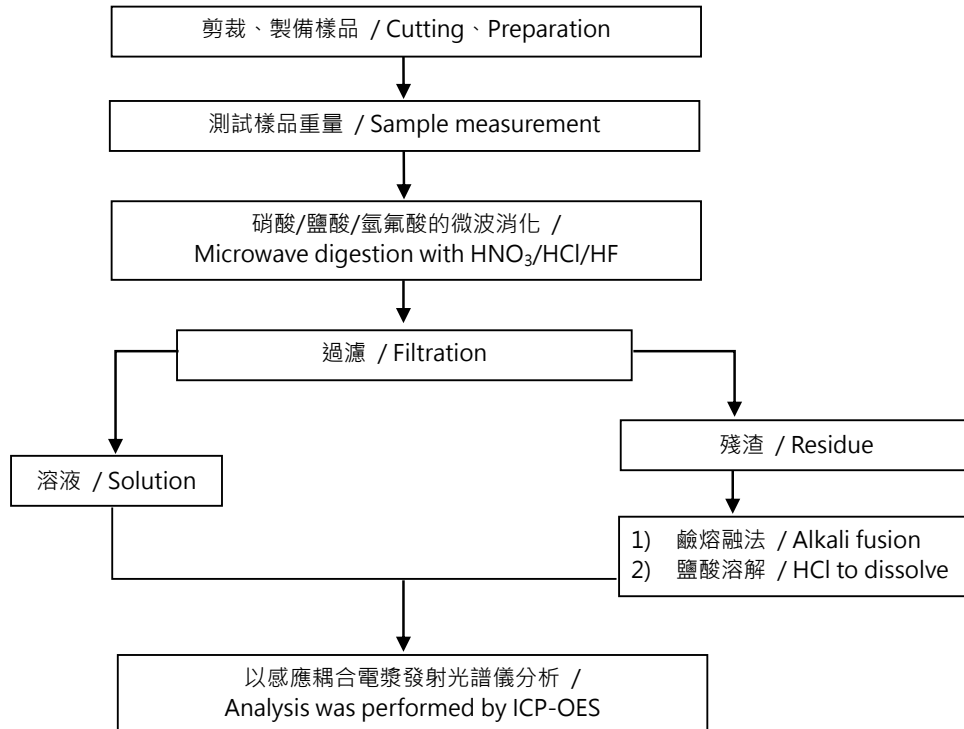 剪裁、製備樣品 / Cutting、Preparation
測試樣品重量 / Sample measurement
硝酸/鹽酸/氫氟酸的微波消化 /
Microwave digestion with HNO₃/HCl/HF
過濾 / Filtration
溶液 / Solution
殘渣 / Residue
1) 鹼熔融法 / Alkali fusion
2) 鹽酸溶解 / HCl to dissolve
以感應耦合電漿發射光譜儀分析 /
Analysis was performed by ICP-OES